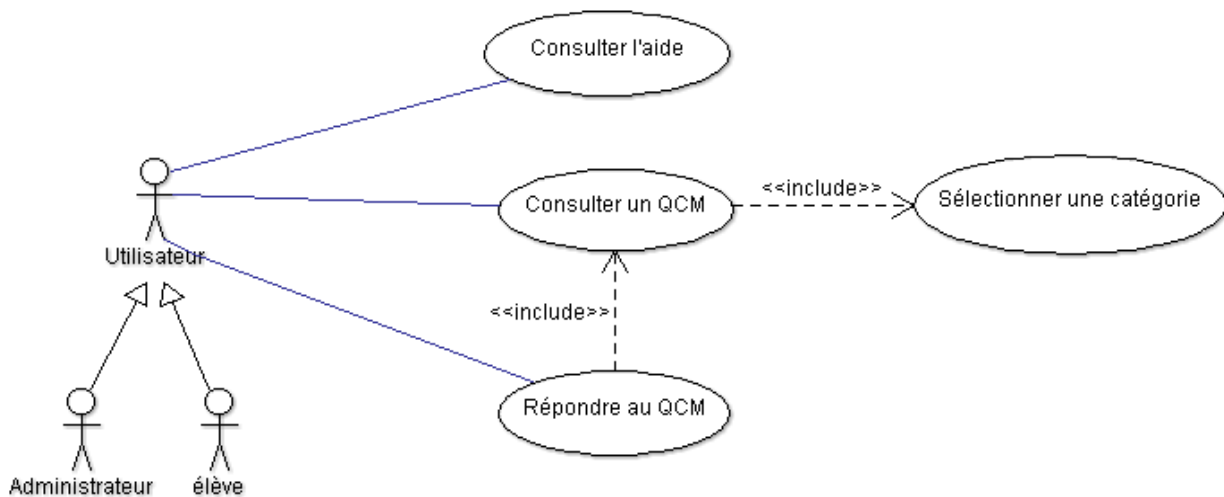 Consulter l'aide
Consulter un QCM
<<include>>
Sélectionner une catégorie
Utilisateur
<<include>>
Répondre au QCM
Administrateur
élève